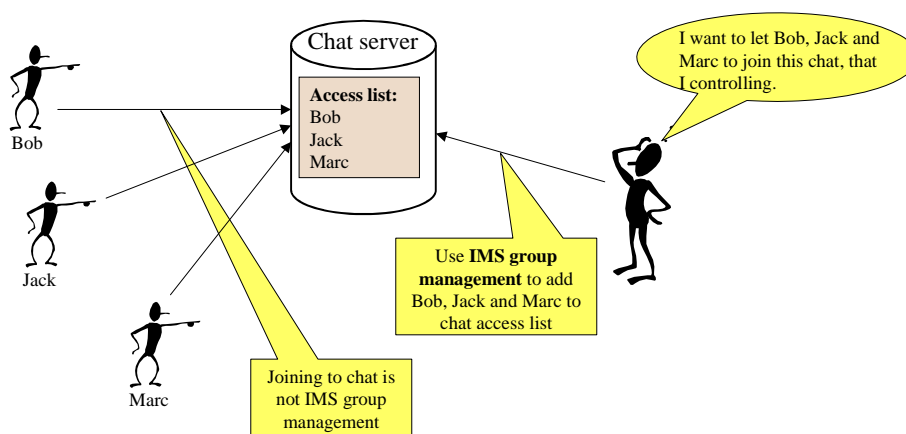 Chat server
Access list:
Bob
Jack
Marc
I want to let Bob, Jack and
Marc to join this chat, that
I controlling.
Bob
Jack
Marc
Use IMS group
management to add
Bob, Jack and Marc to
chat access list
Joining to chat is
not IMS group
management